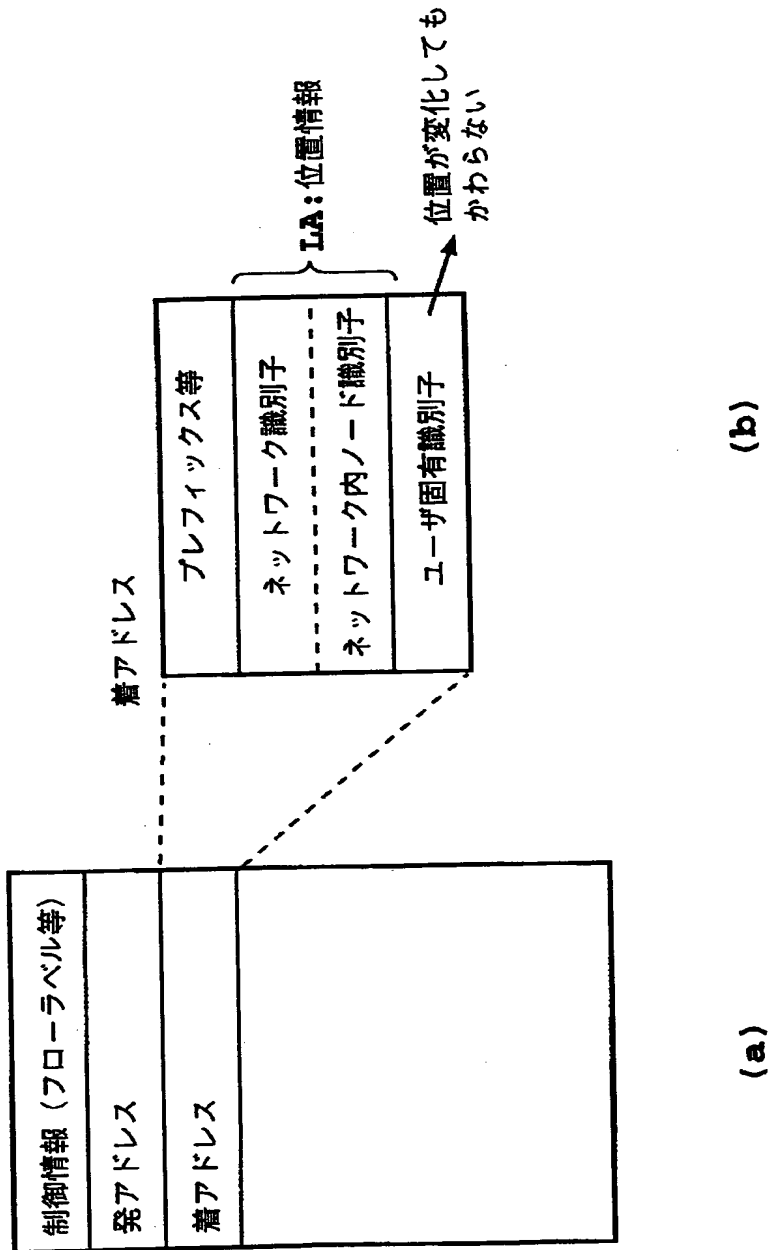 制御情報（フローラベル等）
発アドレス
着アドレス
(a)
着アドレス
プレフィックス等
ネットワーク識別子
ネットワーク内ノード識別子
ユーザ固有識別子
LA:位置情報
位置が変化しても
かわらない
(b)